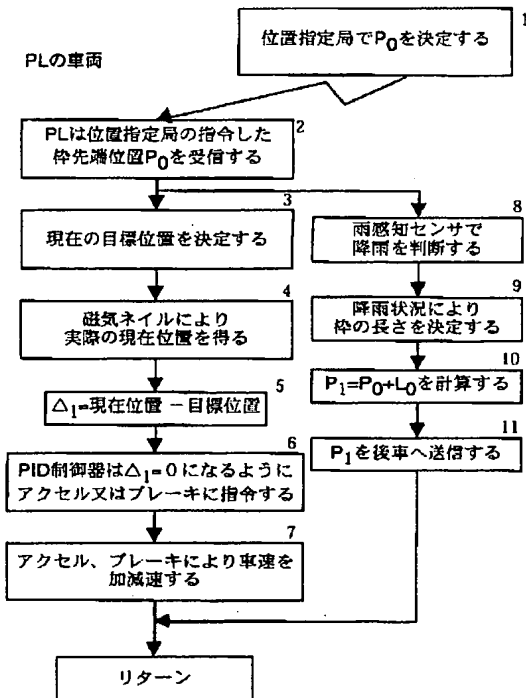 1
位置指定局でP0を決定する
PLの車両
2
PLは位置指定局の指令した
枠先端位置P0を受信する
3
現在の目標位置を決定する
4
磁気ネイルにより
実際の現在位置を得る
5
△1=現在位置－目標位置
6
PID制御器は△1=0になるように
アクセル又はブレーキに指令する
7
アクセル、ブレーキにより車速を
加減速する
8
雨感知センサで
降雨を判断する
9
降雨状況により
枠の長さを決定する
10
P1=P0+L0を計算する
11
P1を後車へ送信する
リターン